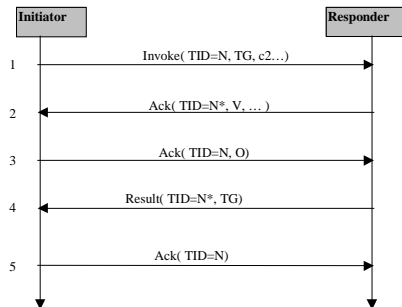 Initiator Responder
1 Invoke( TID=N, TG, c2…)
2 Ack( TID=N*, V, … )
3 Ack( TID=N, O)
4 Result( TID=N*, TG)
5 Ack( TID=N)